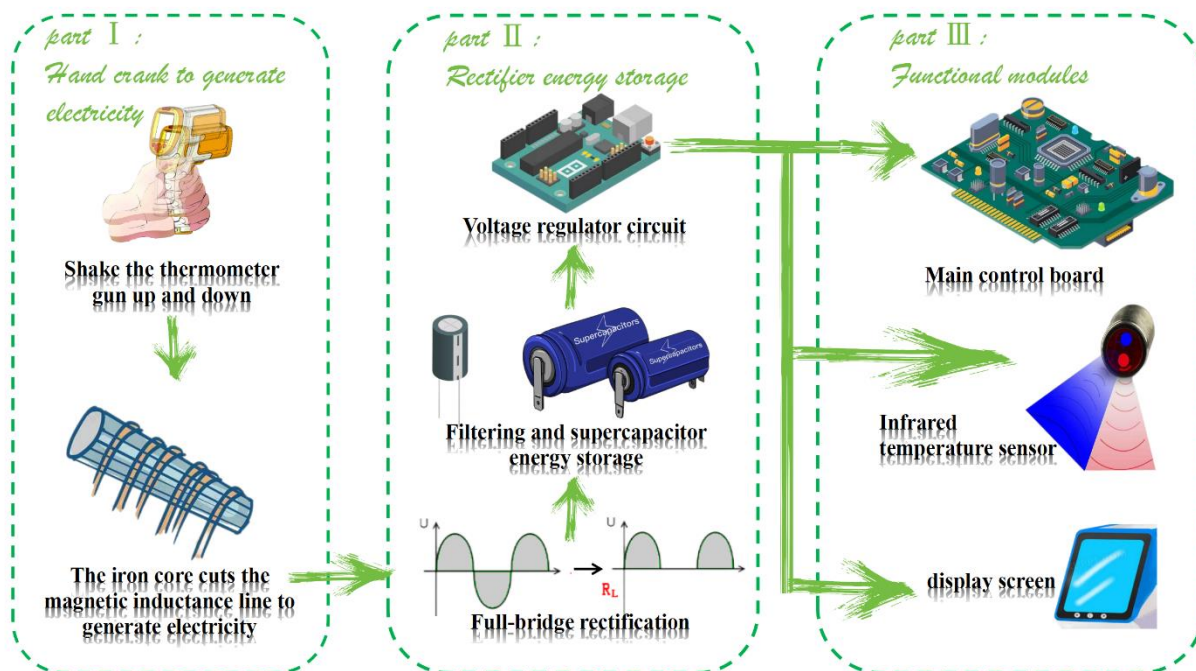 part Ⅰ :
Hand crank to generate
electricity
Shake the thermometer
gun up and down
The iron core cuts the
magnetic inductance line to
generate electricity
part Ⅱ :
Rectifier energy storage
Voltage regulator circuit
Supercapacitors
Supercapacitors
Filtering and supercapacitor
energy storage
U
U
R_L
Full-bridge rectification
part Ⅲ :
Functional modules
Main control board
Infrared
temperature sensor
display screen